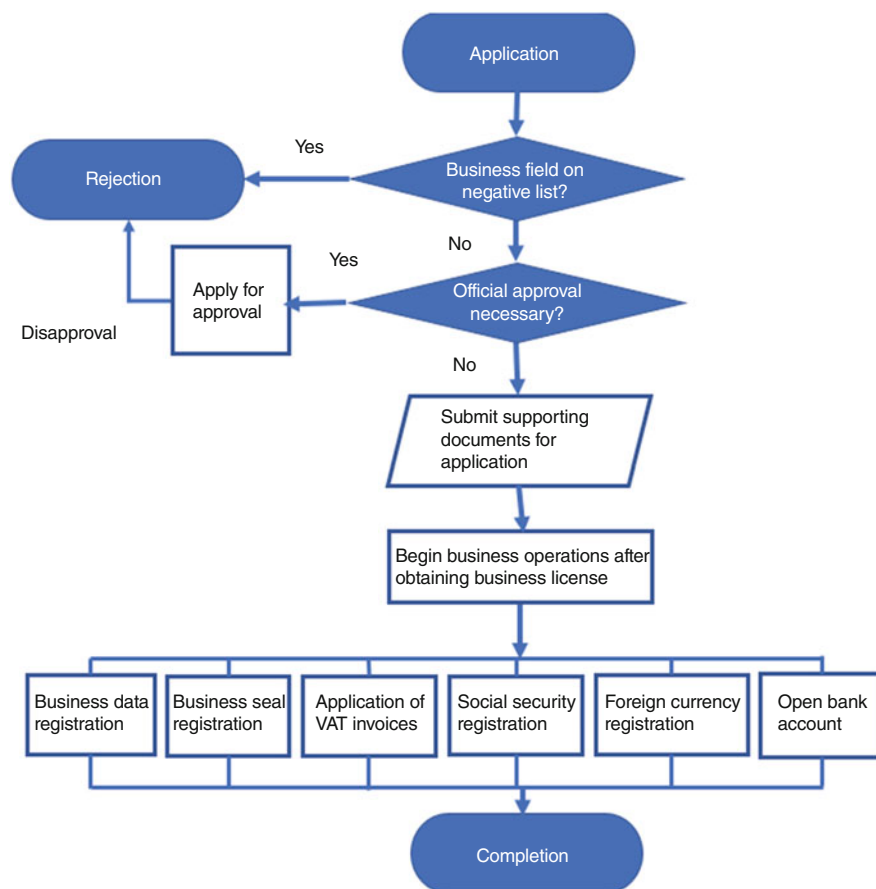 Application
Yes
Business field on
negative list?
Rejection
No
Yes
Official approval
necessary?
Apply for
approval
Disapproval
No
Submit supporting
documents for
application
Begin business operations after
obtaining business license
Business data
registration
Business seal
registration
Application of
VAT invoices
Social security
registration
Foreign currency
registration
Open bank
account
Completion